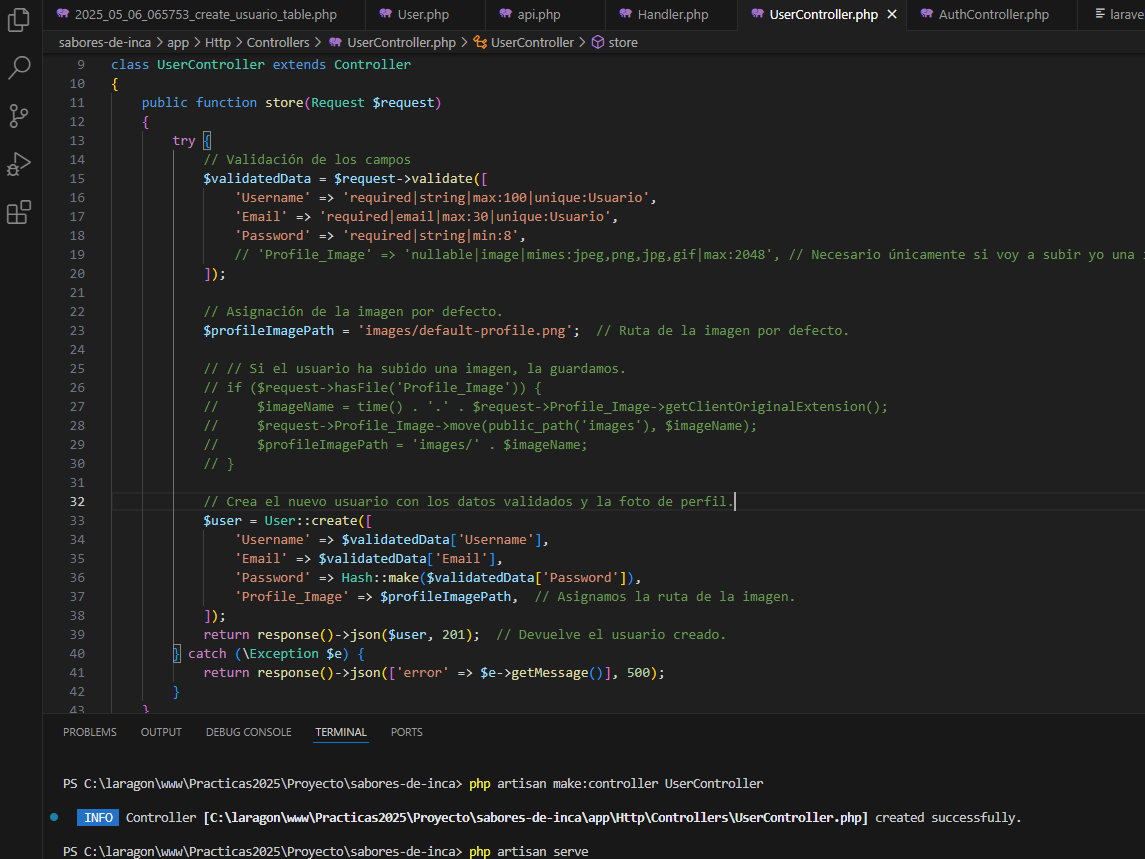 2025_05_06_065753_create_usuario_table.php User.php api.php Handler.php UserController.php AuthController.php
sabores-de-inca > app > Http > Controllers > UserController.php > UserController > store
9 class UserController extends Controller
10 {
11 public function store(Request $request)
12 {
13 try {
14 // Validación de los campos
15 $validatedData = $request->validate([
16 'Username' => 'required|string|max:100|unique:Usuario',
17 'Email' => 'required|email|max:30|unique:Usuario',
18 'Password' => 'required|string|min:8',
19 // 'Profile_Image' => 'nullable|image|mimes:jpeg,png,jpg,gif|max:2048', // Necesario únicamente si voy a subir yo una
20 ]);
21
22 // Asignación de la imagen por defecto.
23 $profileImagePath = 'images/default-profile.png'; // Ruta de la imagen por defecto.
24
25 // // Si el usuario ha subido una imagen, la guardamos.
26 // if ($request->hasFile('Profile_Image')) {
27 // $imageName = time() . '.' . $request->Profile_Image->getClientOriginalExtension();
28 // $request->Profile_Image->move(public_path('images'), $imageName);
29 // $profileImagePath = 'images/' . $imageName;
30 // }
31
32 // Crea el nuevo usuario con los datos validados y la foto de perfil.
33 $user = User::create([
34 'Username' => $validatedData['Username'],
35 'Email' => $validatedData['Email'],
36 'Password' => Hash::make($validatedData['Password']),
37 'Profile_Image' => $profileImagePath, // Asignamos la ruta de la imagen.
38 ]);
39 return response()->json($user, 201); // Devuelve el usuario creado.
40 } catch (\Exception $e) {
41 return response()->json(['error' => $e->getMessage()], 500);
42 }
43 }
PROBLEMS OUTPUT DEBUG CONSOLE TERMINAL PORTS
PS C:\laragon\www\Practicas2025\Proyecto\sabores-de-inca> php artisan make:controller UserController
INFO Controller [C:\laragon\www\Practicas2025\Proyecto\sabores-de-inca\app\Http\Controllers\UserController.php] created successfully.
PS C:\laragon\www\Practicas2025\Proyecto\sabores-de-inca> php artisan serve